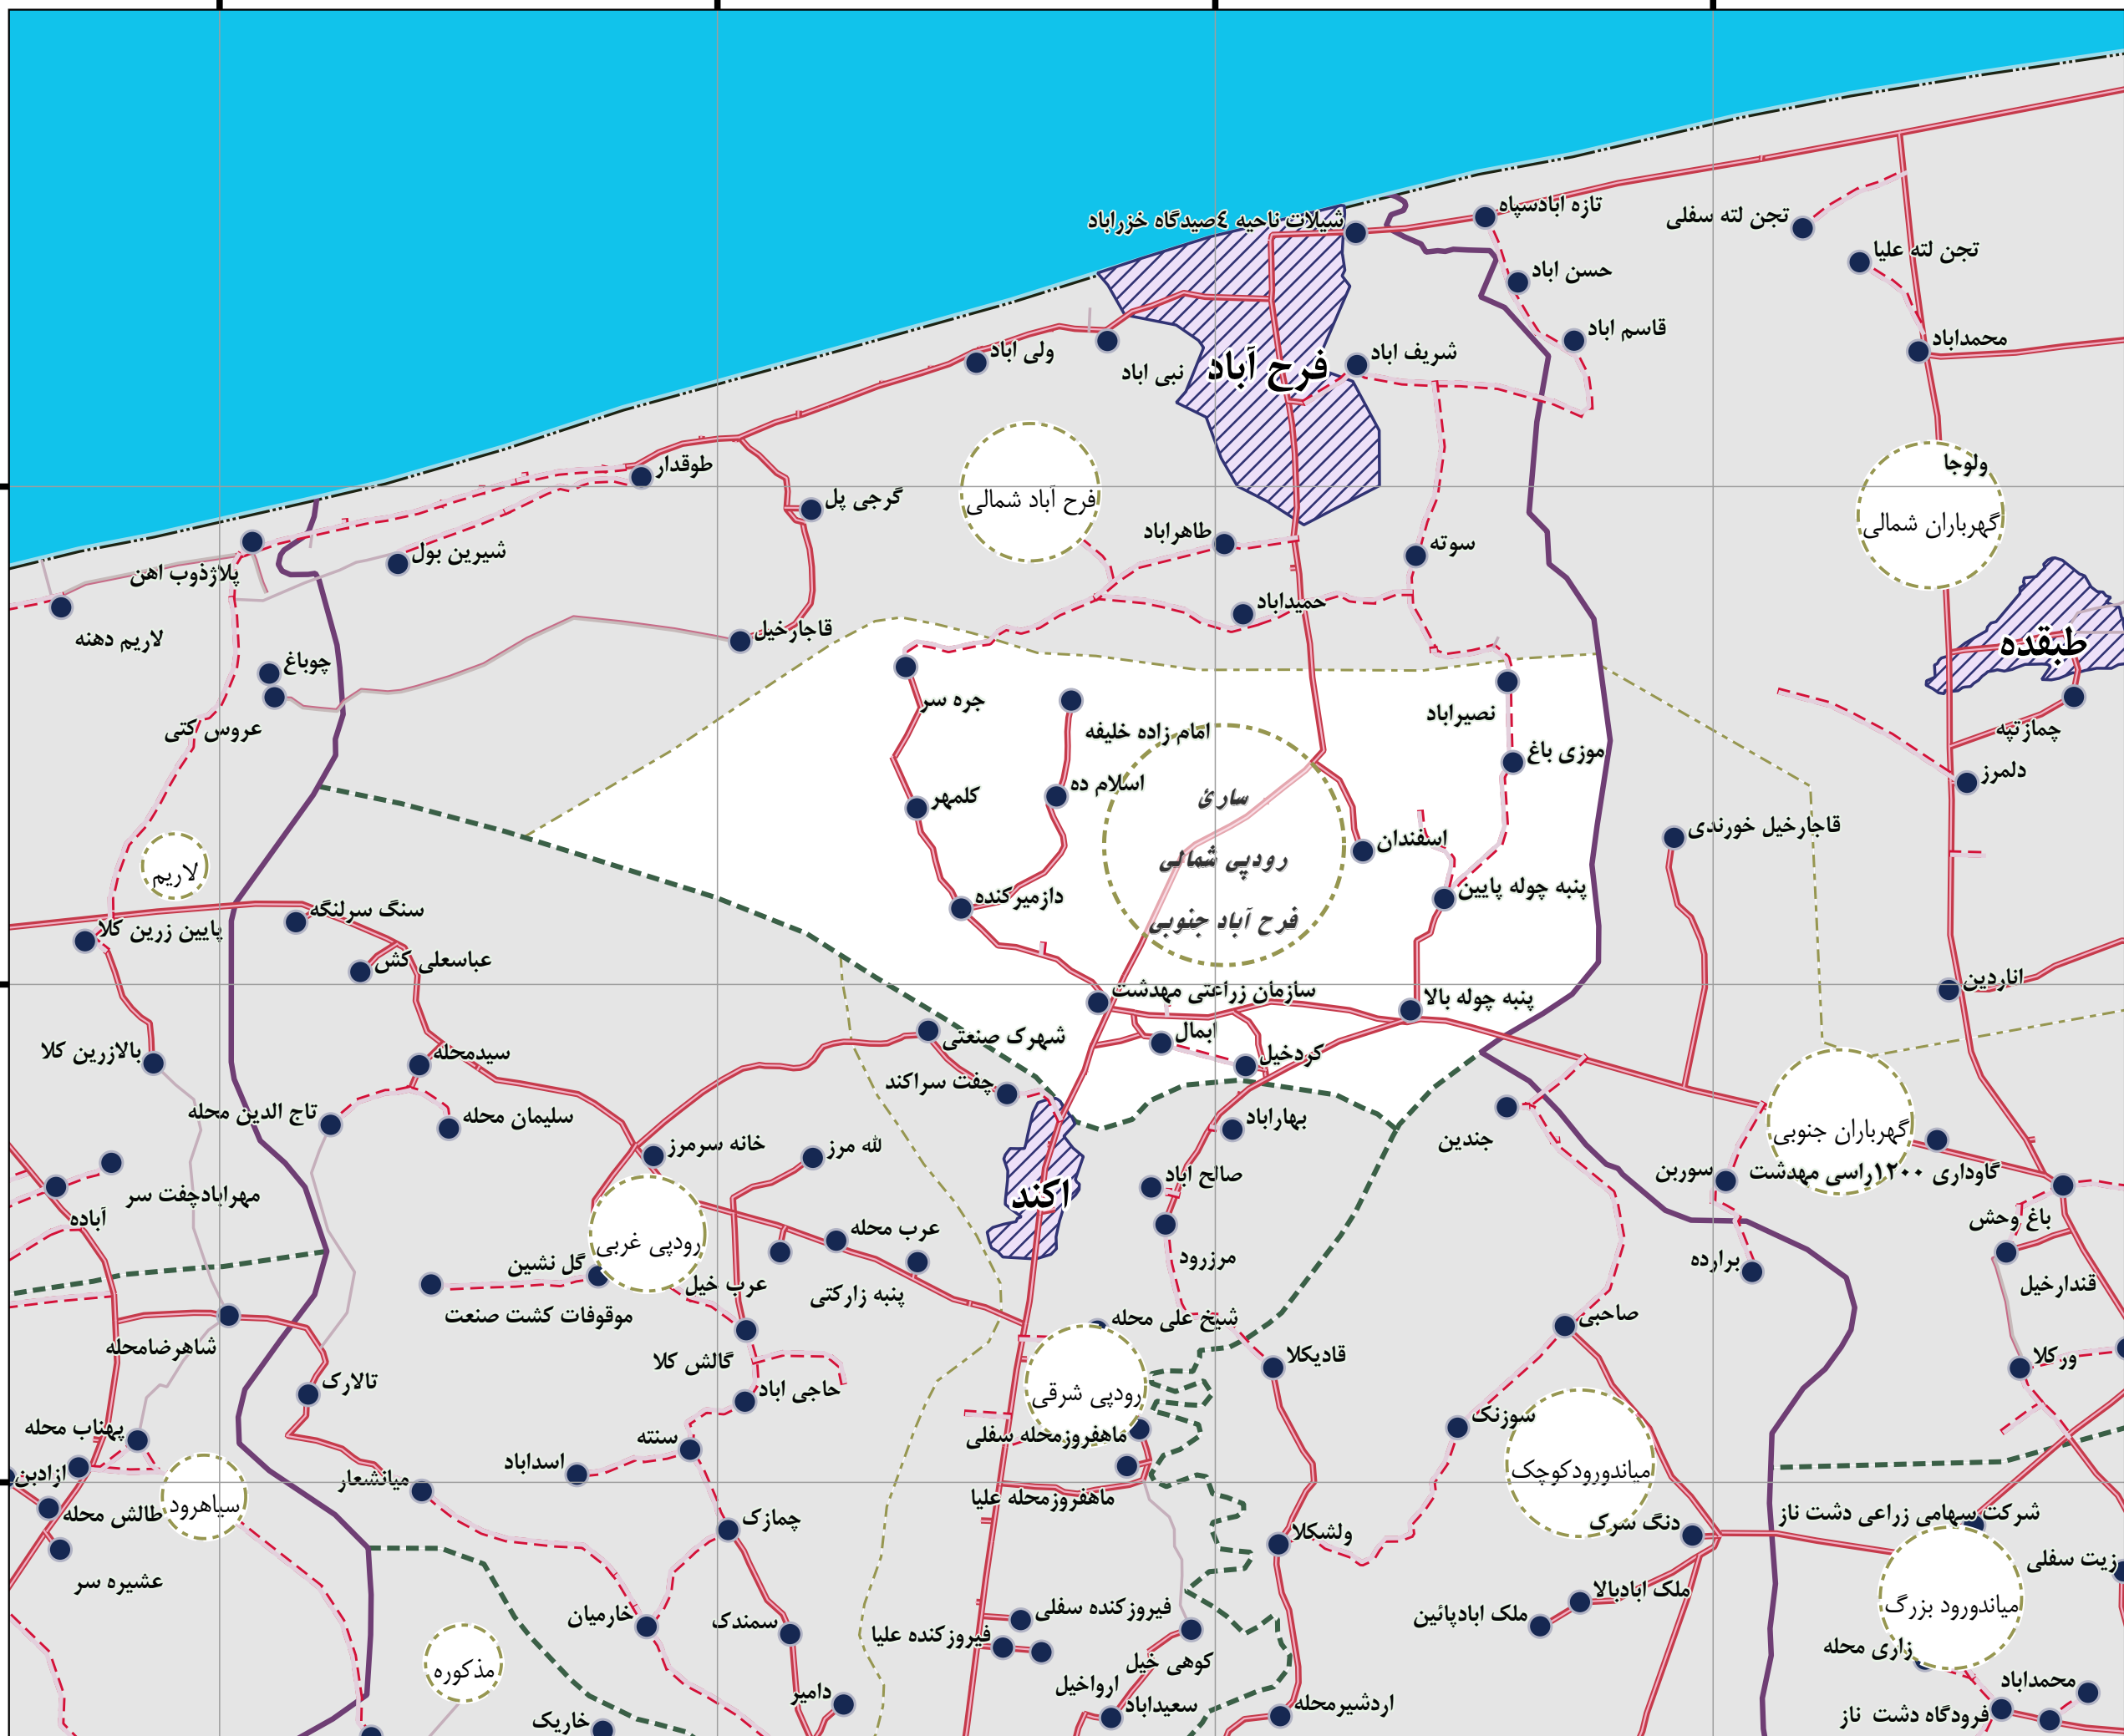 شیلات ناحیه ٤صیدگاه خزراباد
تازه ابادسپاه
تجن لته سفلی
تجن لته علیا
حسن اباد
قاسم اباد
محمداباد
ولی اباد
نبی اباد
فرح آباد
شریف اباد
طوقدار
گرجی پل
فرح آباد شمالی
ولوجا
گهرباران شمالی
شیرین بول
پلاژذوب اهن
طاهراباد
سوته
لاریم دهنه
قاجارخیل
حمیداباد
طبقده
چوباغ
عروس کتی
جره سر
امام زاده خلیفه
نصیراباد
چمازتپه
موزی باغ
دلمرز
کلمهر
اسلام ده
سارئ
رودپی شمالی
فرح آباد جنوبی
اسفندان
قاجارخیل خورندی
لاریم
پنبه چوله پایین
دازمیرکنده
سنگ سرلنگه
پایین زرین کلا
عباسعلی کش
سازمان زراعتی مهدشت
پنبه چوله بالا
اناردین
شهرک صنعتی
ابمال
کردخیل
بالازرین کلا
سیدمحله
چفت سراکند
تاج الدین محله
سلیمان محله
بهاراباد
جندین
گهرباران جنوبی
خانه سرمرز
لله مرز
صالح اباد
سوربن
گاوداری ۱۲۰۰راسی مهدشت
مهرابادچفت سر
آباده
اکند
باغ وحش
عرب محله
رودپی غربی
گل نشین
مرزرود
برارده
قندارخیل
عرب خیل
پنبه زارکتی
موقوفات کشت صنعت
شیخ علی محله
صاحبی
شاهرضامحله
گالش کلا
قادیکلا
ورکلا
تالارک
حاجی اباد
رودپی شرقی
سوزنک
پهناب محله
سنته
ماهفروزمحله سفلی
ازادبن
اسداباد
میانشعار
میاندورودکوچک
ماهفروزمحله علیا
سیاهرود
طالش محله
چمازک
ولشکلا
دنگ سرک
شرکت سهامی زراعی دشت ناز
زیت سفلی
عشیره سر
ملک ابادبالا
ملک ابادپائین
میاندورود بزرگ
خارمیان
سمندک
فیروزکنده سفلی
فیروزکنده علیا
زاری محله
مذکوره
کوهی خیل
محمداباد
دامیر
ارواخیل
سعیداباد
اردشیرمحله
فرودگاه دشت ناز
خاریک